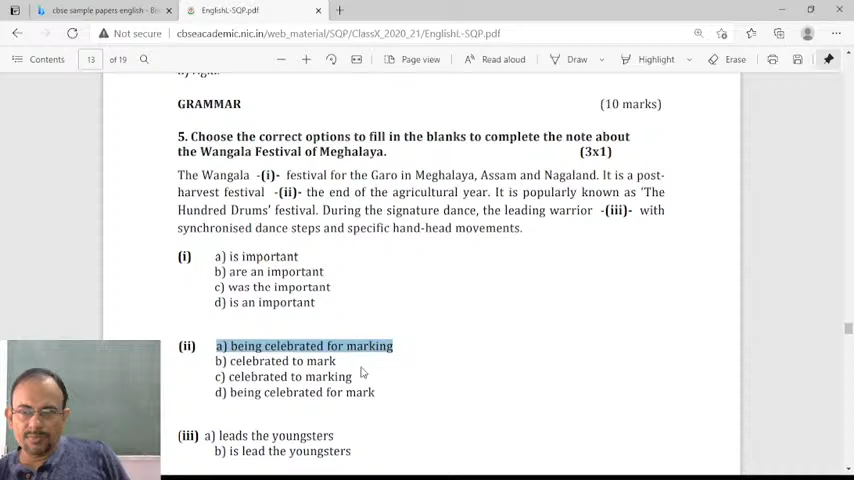 cbse sample papers english - Bin
EnglishL-SQP.pdf
Not secure
cbseacademic.nic.in/web_material/SQP/ClassX_2020_21/EnglishL-SQP.pdf
Contents
13 of 19
Page view
Read aloud
Draw
Highlight
Erase
GRAMMAR (10 marks)
5. Choose the correct options to fill in the blanks to complete the note about
the Wangala Festival of Meghalaya. (3x1)
The Wangala -(i)- festival for the Garo in Meghalaya, Assam and Nagaland. It is a post-
harvest festival -(ii)- the end of the agricultural year. It is popularly known as ‘The
Hundred Drums’ festival. During the signature dance, the leading warrior -(iii)- with
synchronised dance steps and specific hand-head movements.
(i) a) is important
b) are an important
c) was the important
d) is an important
(ii) a) being celebrated for marking
b) celebrated to mark
c) celebrated to marking
d) being celebrated for mark
(iii) a) leads the youngsters
b) is lead the youngsters